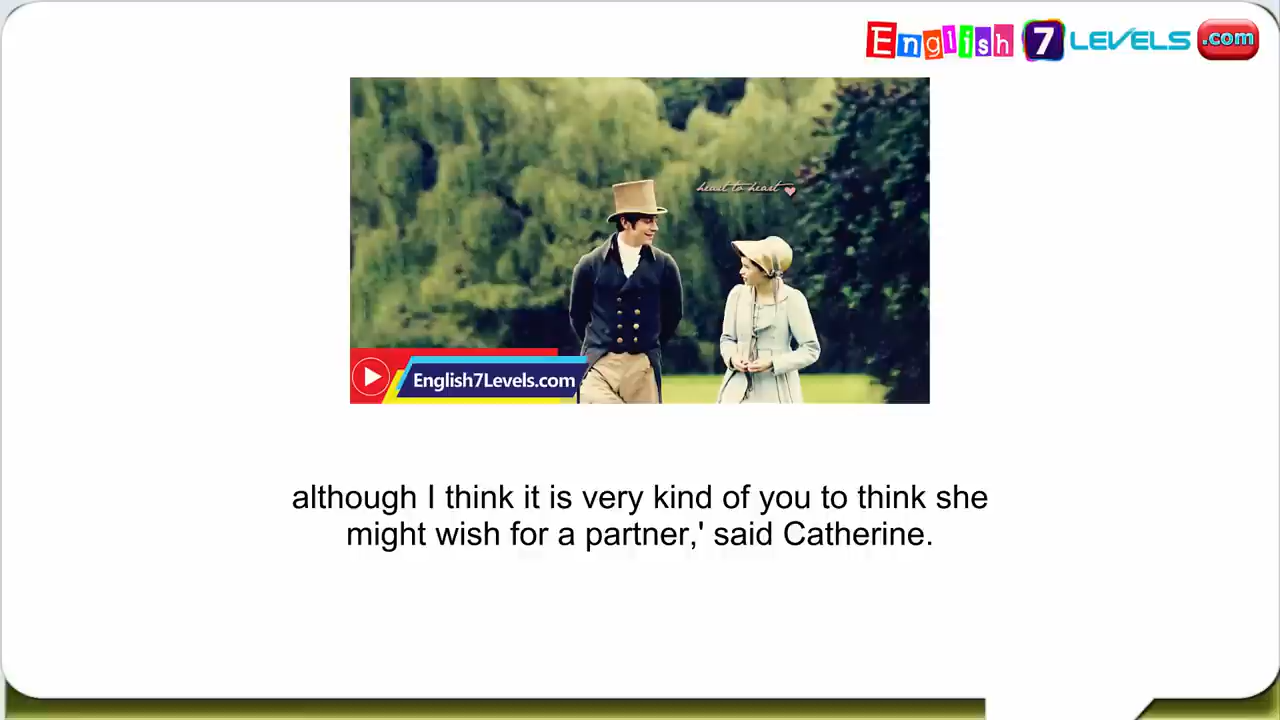 English 7 LEVELS .com
heart to heart
English7Levels.com
although I think it is very kind of you to think she
might wish for a partner,' said Catherine.